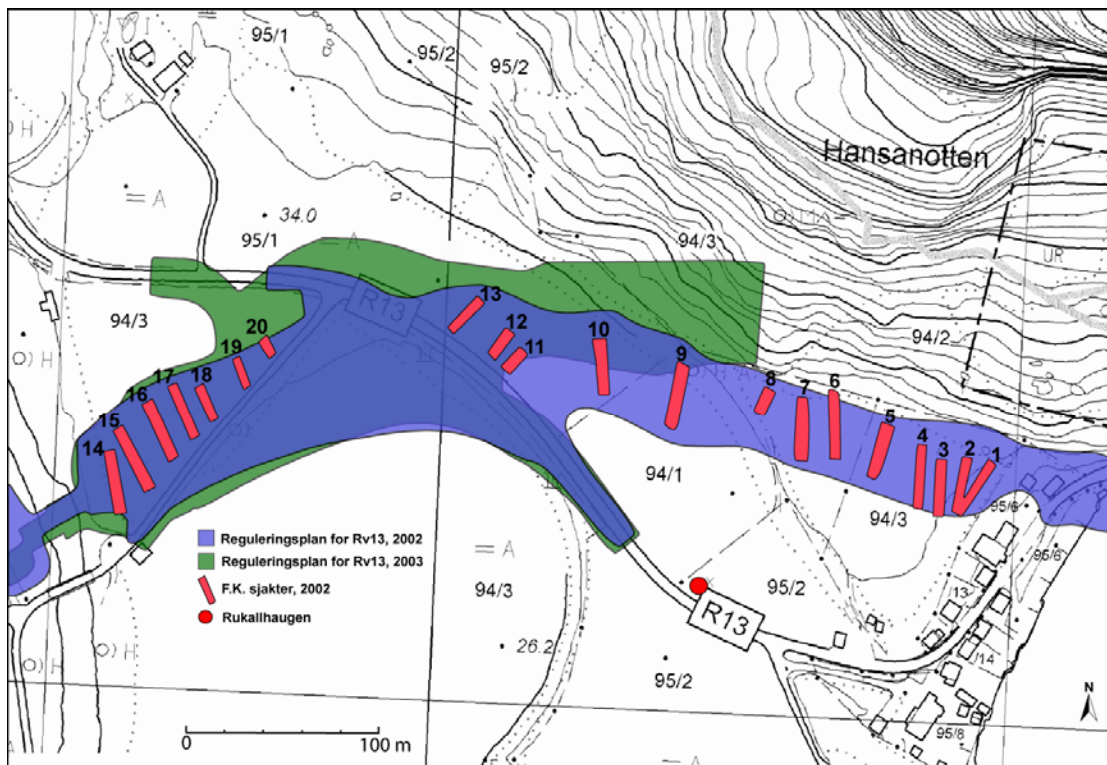 95/1
95/2
95/2
H
Hansanotten
= A
34.0
95/1
= A
94/3
UR
R13
94/3
94/2
20
13
12
11
10
9
8
7
6
5
4
3
2
1
19
18
17
16
15
14
H
94/1
94/3
95/6
95/6
Reguleringsplan for Rv13, 2002
Reguleringsplan for Rv13, 2003
F.K. sjakter, 2002
Rukallhaugen
= A
94/3
95/2
/13
R13
H
H
26.2
95/2
/14
95/8
N
0
100 m
= A